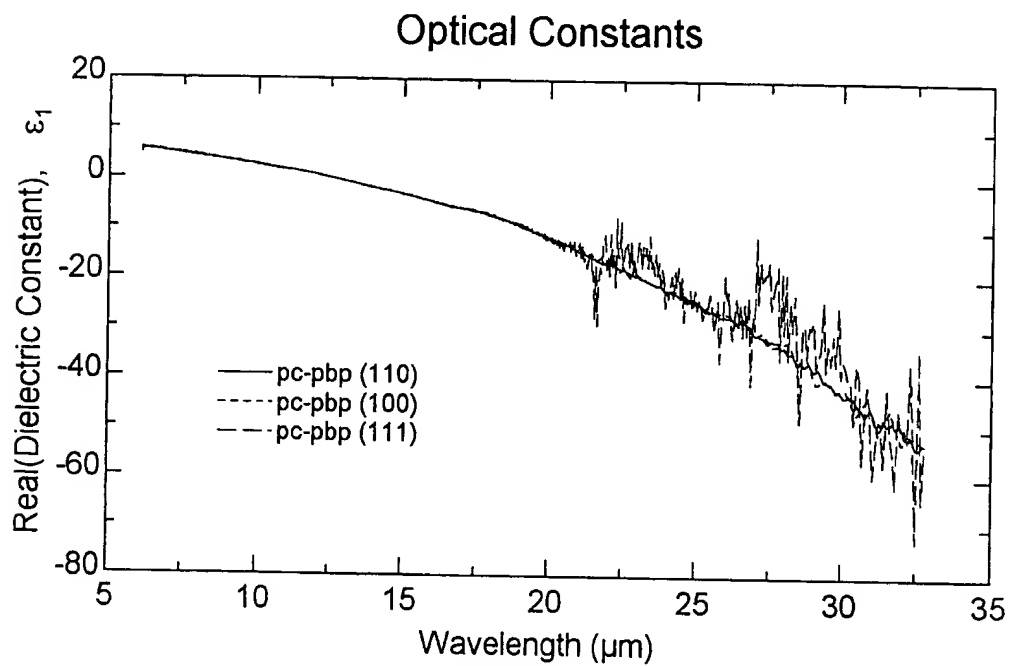 Optical Constants
Real(Dielectric Constant), ε₁
20
0
-20
-40
-60
-80
pc-pbp (110)
pc-pbp (100)
pc-pbp (111)
5
10
15
20
25
30
35
Wavelength (µm)